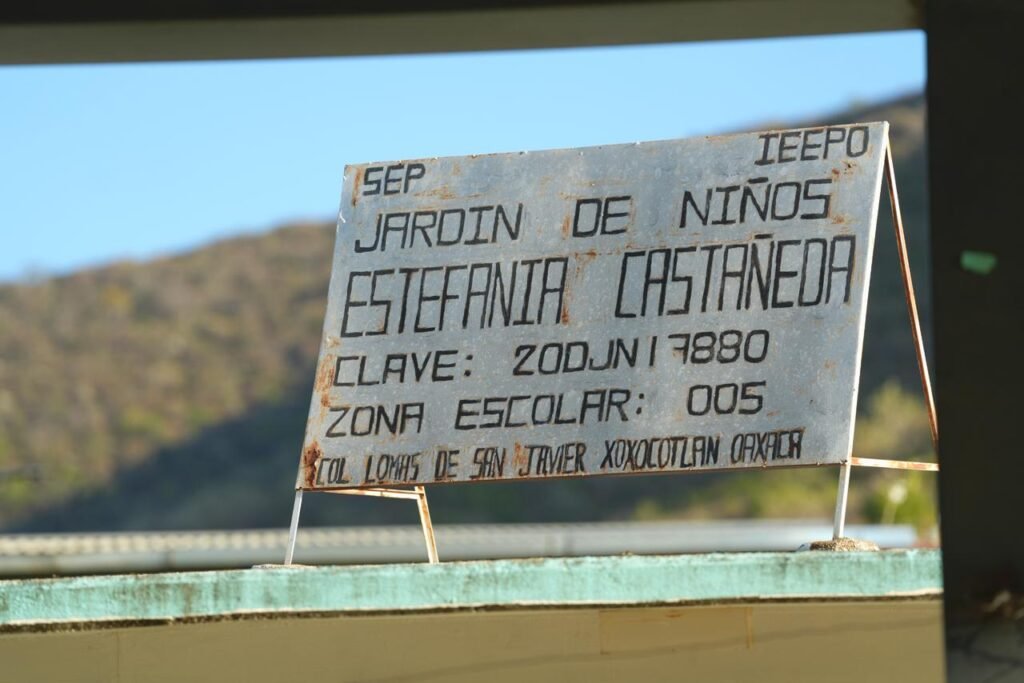 SEP IEEPO
JARDIN DE NIÑOS
ESTEFANIA CASTAÑEDA
CLAVE: 20DJN17880
ZONA ESCOLAR: 005
COL LOMAS DE SAN JAVIER XOXOCOTLAN OAXACA